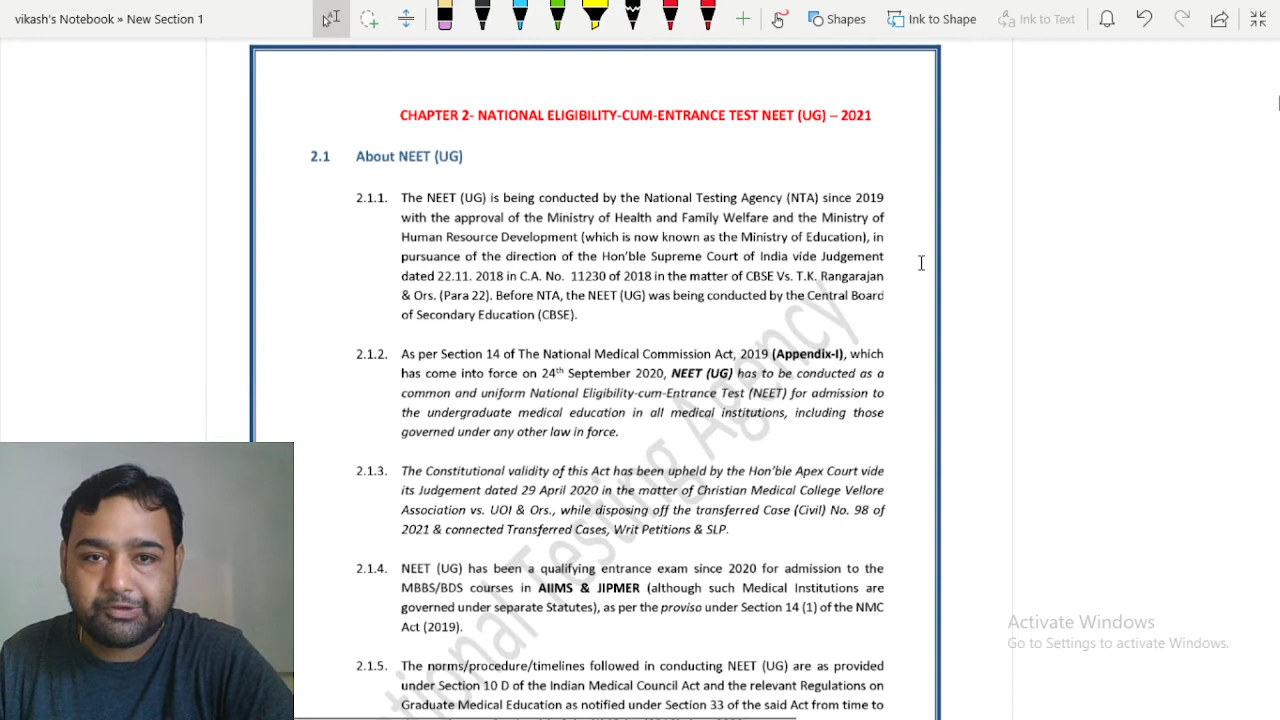 vikash's Notebook » New Section 1
Shapes
Ink to Shape
Ink to Text
CHAPTER 2- NATIONAL ELIGIBILITY-CUM-ENTRANCE TEST NEET (UG) – 2021
2.1 About NEET (UG)
2.1.1. The NEET (UG) is being conducted by the National Testing Agency (NTA) since 2019
with the approval of the Ministry of Health and Family Welfare and the Ministry of
Human Resource Development (which is now known as the Ministry of Education), in
pursuance of the direction of the Hon'ble Supreme Court of India vide Judgement
dated 22.11. 2018 in C.A. No. 11230 of 2018 in the matter of CBSE Vs. T.K. Rangarajan
& Ors. (Para 22). Before NTA, the NEET (UG) was being conducted by the Central Board
of Secondary Education (CBSE).
2.1.2. As per Section 14 of The National Medical Commission Act, 2019 (Appendix-I), which
has come into force on 24th September 2020, NEET (UG) has to be conducted as a
common and uniform National Eligibility-cum-Entrance Test (NEET) for admission to
the undergraduate medical education in all medical institutions, including those
governed under any other law in force.
2.1.3. The Constitutional validity of this Act has been upheld by the Hon'ble Apex Court vide
its Judgement dated 29 April 2020 in the matter of Christian Medical College Vellore
Association vs. UOI & Ors., while disposing off the transferred Case (Civil) No. 98 of
2021 & connected Transferred Cases, Writ Petitions & SLP.
2.1.4. NEET (UG) has been a qualifying entrance exam since 2020 for admission to the
MBBS/BDS courses in AIIMS & JIPMER (although such Medical Institutions are
governed under separate Statutes), as per the proviso under Section 14 (1) of the NMC
Act (2019).
2.1.5. The norms/procedure/timelines followed in conducting NEET (UG) are as provided
under Section 10 D of the Indian Medical Council Act and the relevant Regulations on
Graduate Medical Education as notified under Section 33 of the said Act from time to
tional Testing Agency
Activate Windows
Go to Settings to activate Windows.